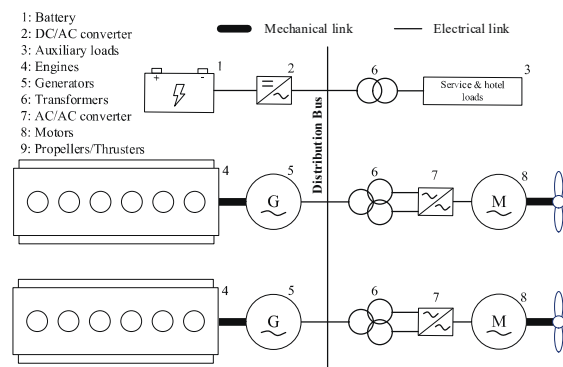 1: Battery
2: DC/AC converter
3: Auxiliary loads
4: Engines
5: Generators
6: Transformers
7: AC/AC converter
8: Motors
9: Propellers/Thrusters
Mechanical link
Electrical link
1
2
6
3
+ -
Service & hotel
loads
Distribution Bus
4
5
6
7
8
G
M
4
5
6
7
8
G
M